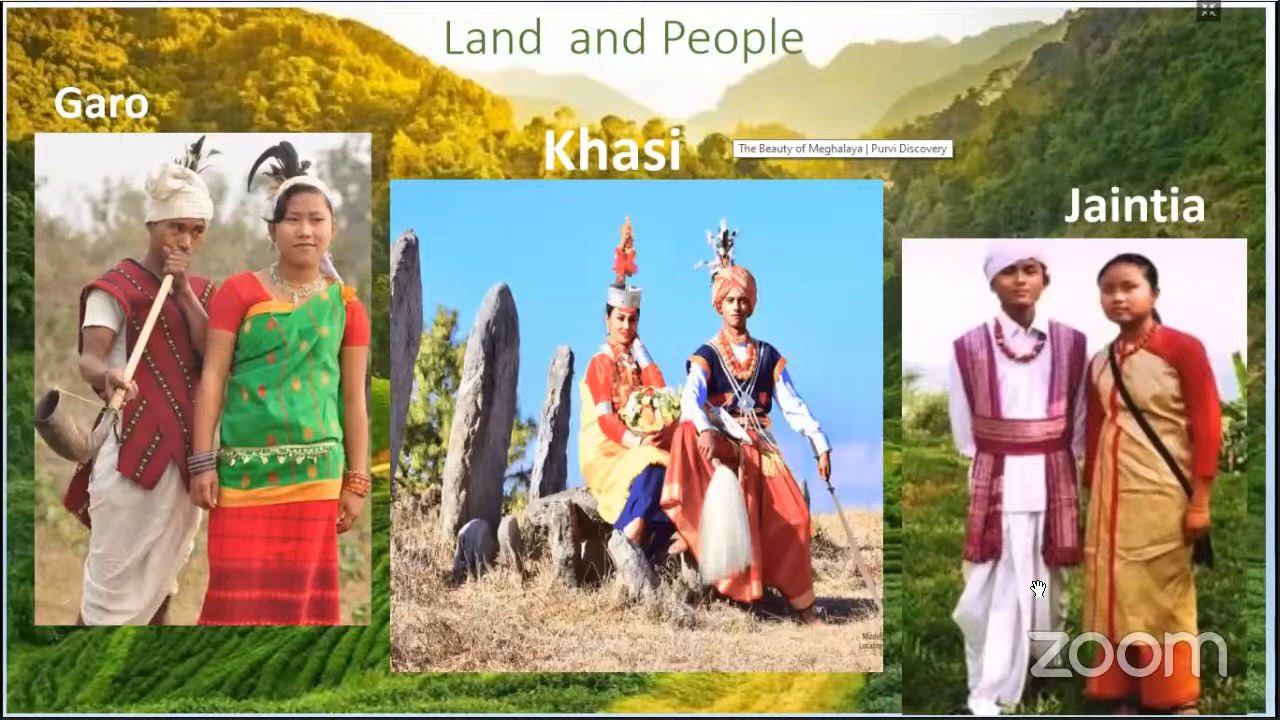 Land and People
Garo
Khasi
The Beauty of Meghalaya | Purvi Discovery
Jaintia
zoom